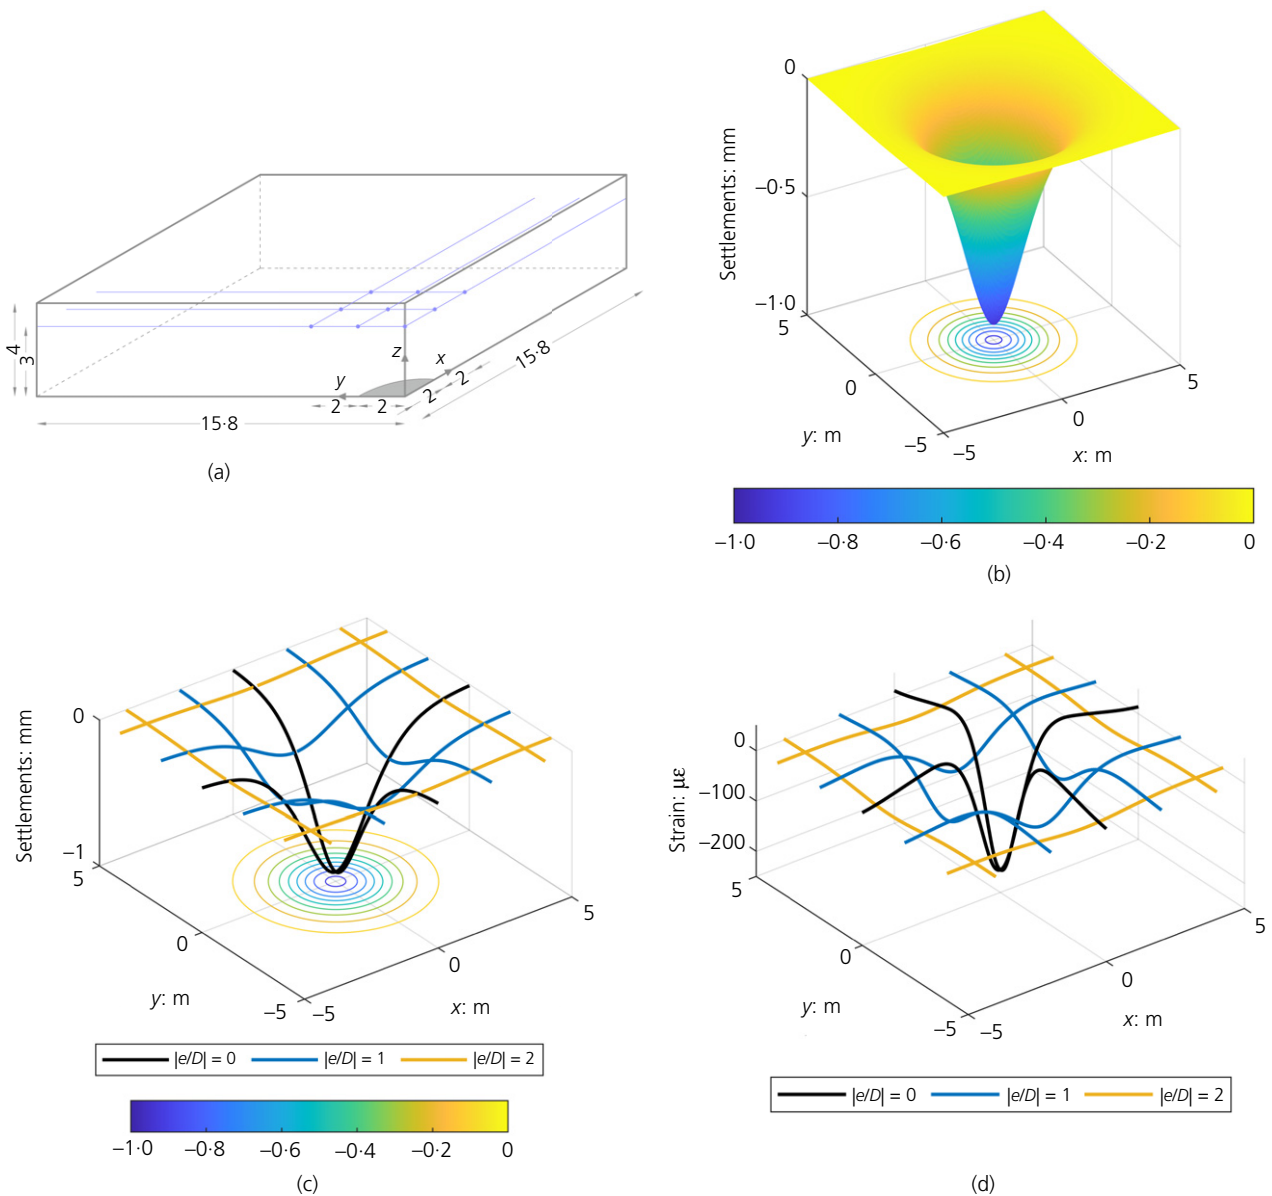 4
3
z
x
y
2
2
2
2
15·8
15·8
(a)
0
−0·5
−1·0
Settlements: mm
5
0
−5
y: m
−5
0
5
x: m
−1·0 −0·8 −0·6 −0·4 −0·2 0
(b)
0
−1
Settlements: mm
5
0
−5
y: m
−5
0
5
x: m
|e/D| = 0 |e/D| = 1 |e/D| = 2
−1·0 −0·8 −0·6 −0·4 −0·2 0
(c)
0
−100
−200
Strain: με
5
0
−5
y: m
−5
0
5
x: m
|e/D| = 0 |e/D| = 1 |e/D| = 2
(d)